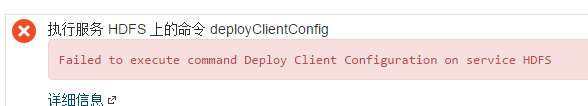 执行服务 HDFS 上的命令 deployClientConfig
Failed to execute command Deploy Client Configuration on service HDFS
详细信息